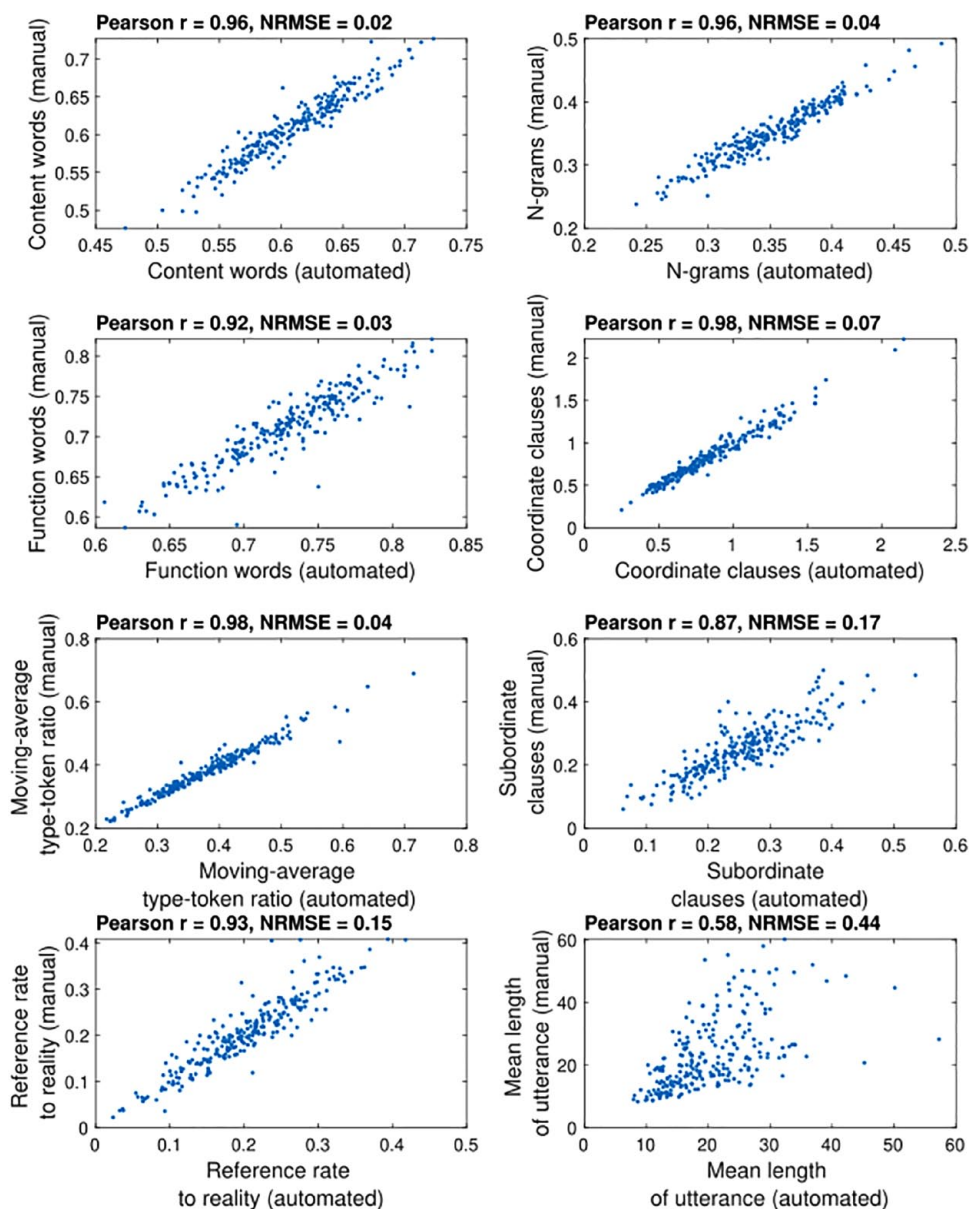 Pearson r = 0.96, NRMSE = 0.02
Content words (manual)
0.7
0.65
0.6
0.55
0.5
0.45 0.5 0.55 0.6 0.65 0.7 0.75
Content words (automated)
Pearson r = 0.96, NRMSE = 0.04
N-grams (manual)
0.5
0.4
0.3
0.2
0.2 0.25 0.3 0.35 0.4 0.45 0.5
N-grams (automated)
Pearson r = 0.92, NRMSE = 0.03
Function words (manual)
0.8
0.75
0.7
0.65
0.6
0.6 0.65 0.7 0.75 0.8 0.85
Function words (automated)
Pearson r = 0.98, NRMSE = 0.07
Coordinate clauses (manual)
2
1.5
1
0.5
0
0 0.5 1 1.5 2 2.5
Coordinate clauses (automated)
Pearson r = 0.98, NRMSE = 0.04
Moving-average
type-token ratio (manual)
0.8
0.6
0.4
0.2
0.2 0.3 0.4 0.5 0.6 0.7 0.8
Moving-average
type-token ratio (automated)
Pearson r = 0.87, NRMSE = 0.17
Subordinate
clauses (manual)
0.6
0.4
0.2
0
0 0.1 0.2 0.3 0.4 0.5 0.6
Subordinate
clauses (automated)
Pearson r = 0.93, NRMSE = 0.15
Reference rate
to reality (manual)
0.4
0.3
0.2
0.1
0
0 0.1 0.2 0.3 0.4 0.5
Reference rate
to reality (automated)
Pearson r = 0.58, NRMSE = 0.44
Mean length
of utterance (manual)
60
40
20
0
0 10 20 30 40 50 60
Mean length
of utterance (automated)